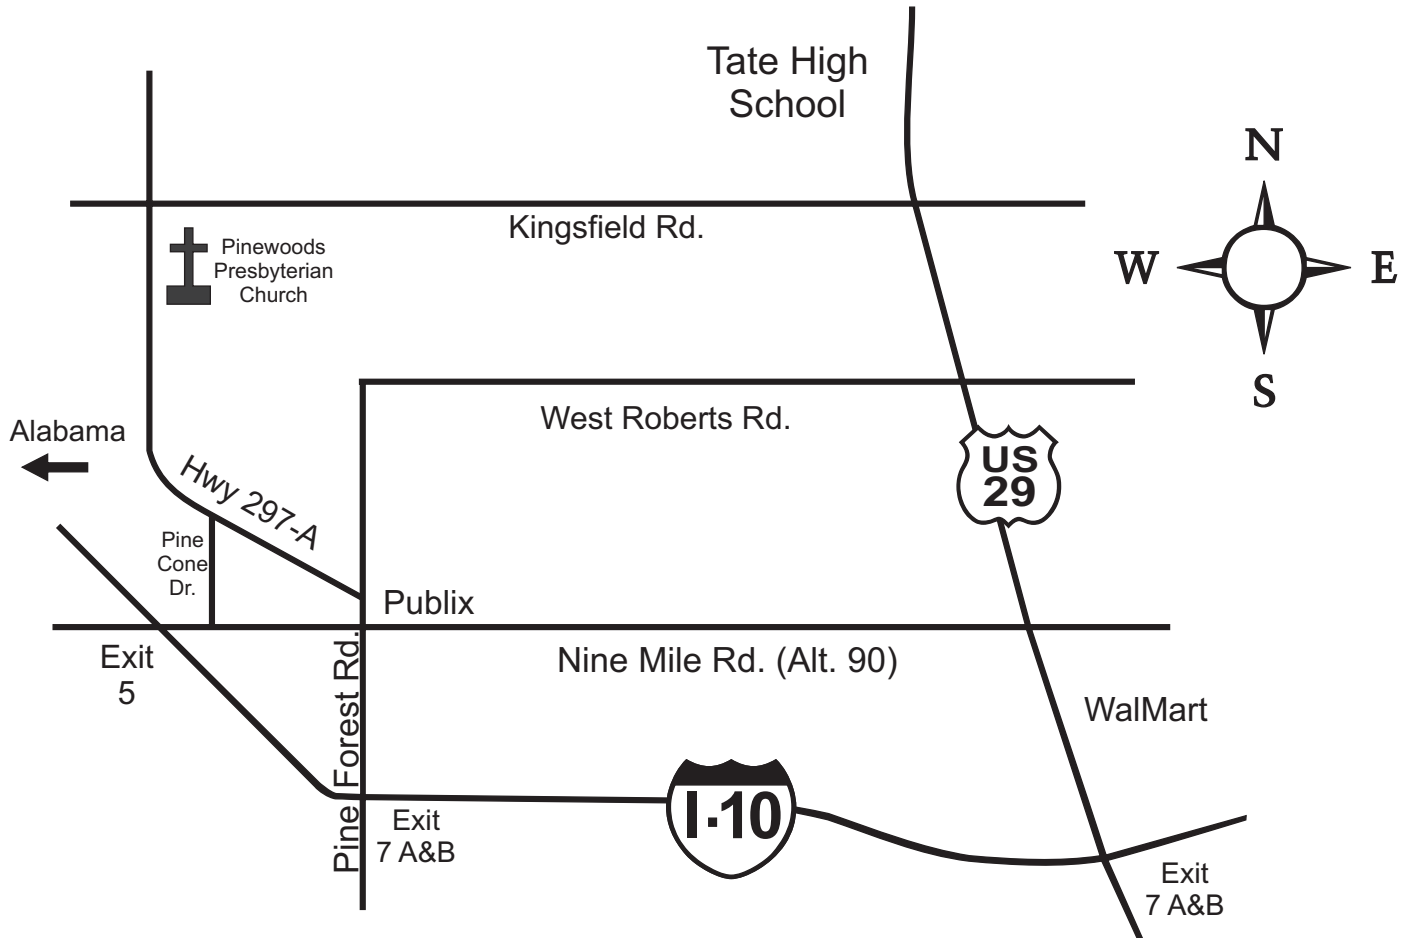 Tate High
School
N
Kingsfield Rd.
Pinewoods
Presbyterian
Church
W
E
S
West Roberts Rd.
Alabama
US
29
Hwy 297-A
Pine
Cone
Dr.
Publix
Exit
5
Pine Forest Rd.
Nine Mile Rd. (Alt. 90)
WalMart
I-10
Exit
7 A&B
Exit
7 A&B